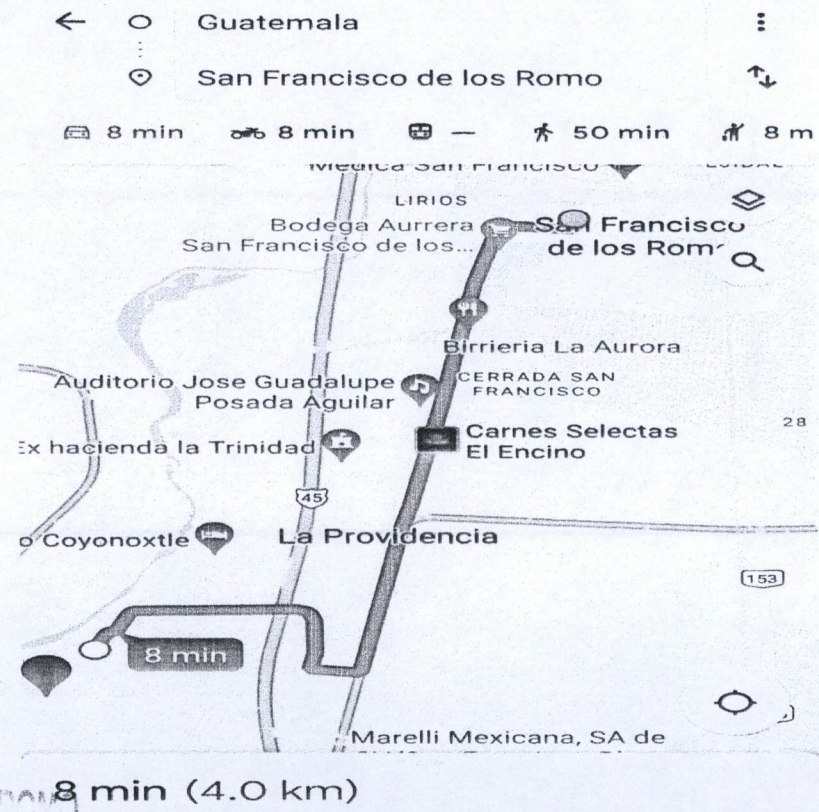 Guatemala
San Francisco de los Romo
8 min 8 min — 50 min 8 m
Médica San Francisco
LIRIOS
Bodega Aurrera
San Francisco de los...
San Francisco
de los Rom
Birrieria La Aurora
Auditorio Jose Guadalupe
Posada Aguilar
CERRADA SAN
FRANCISCO
28
Carnes Selectas
El Encino
Ex hacienda la Trinidad
45
o Coyonoxtle
La Providencia
153
8 min
Marelli Mexicana, SA de
8 min (4.0 km)